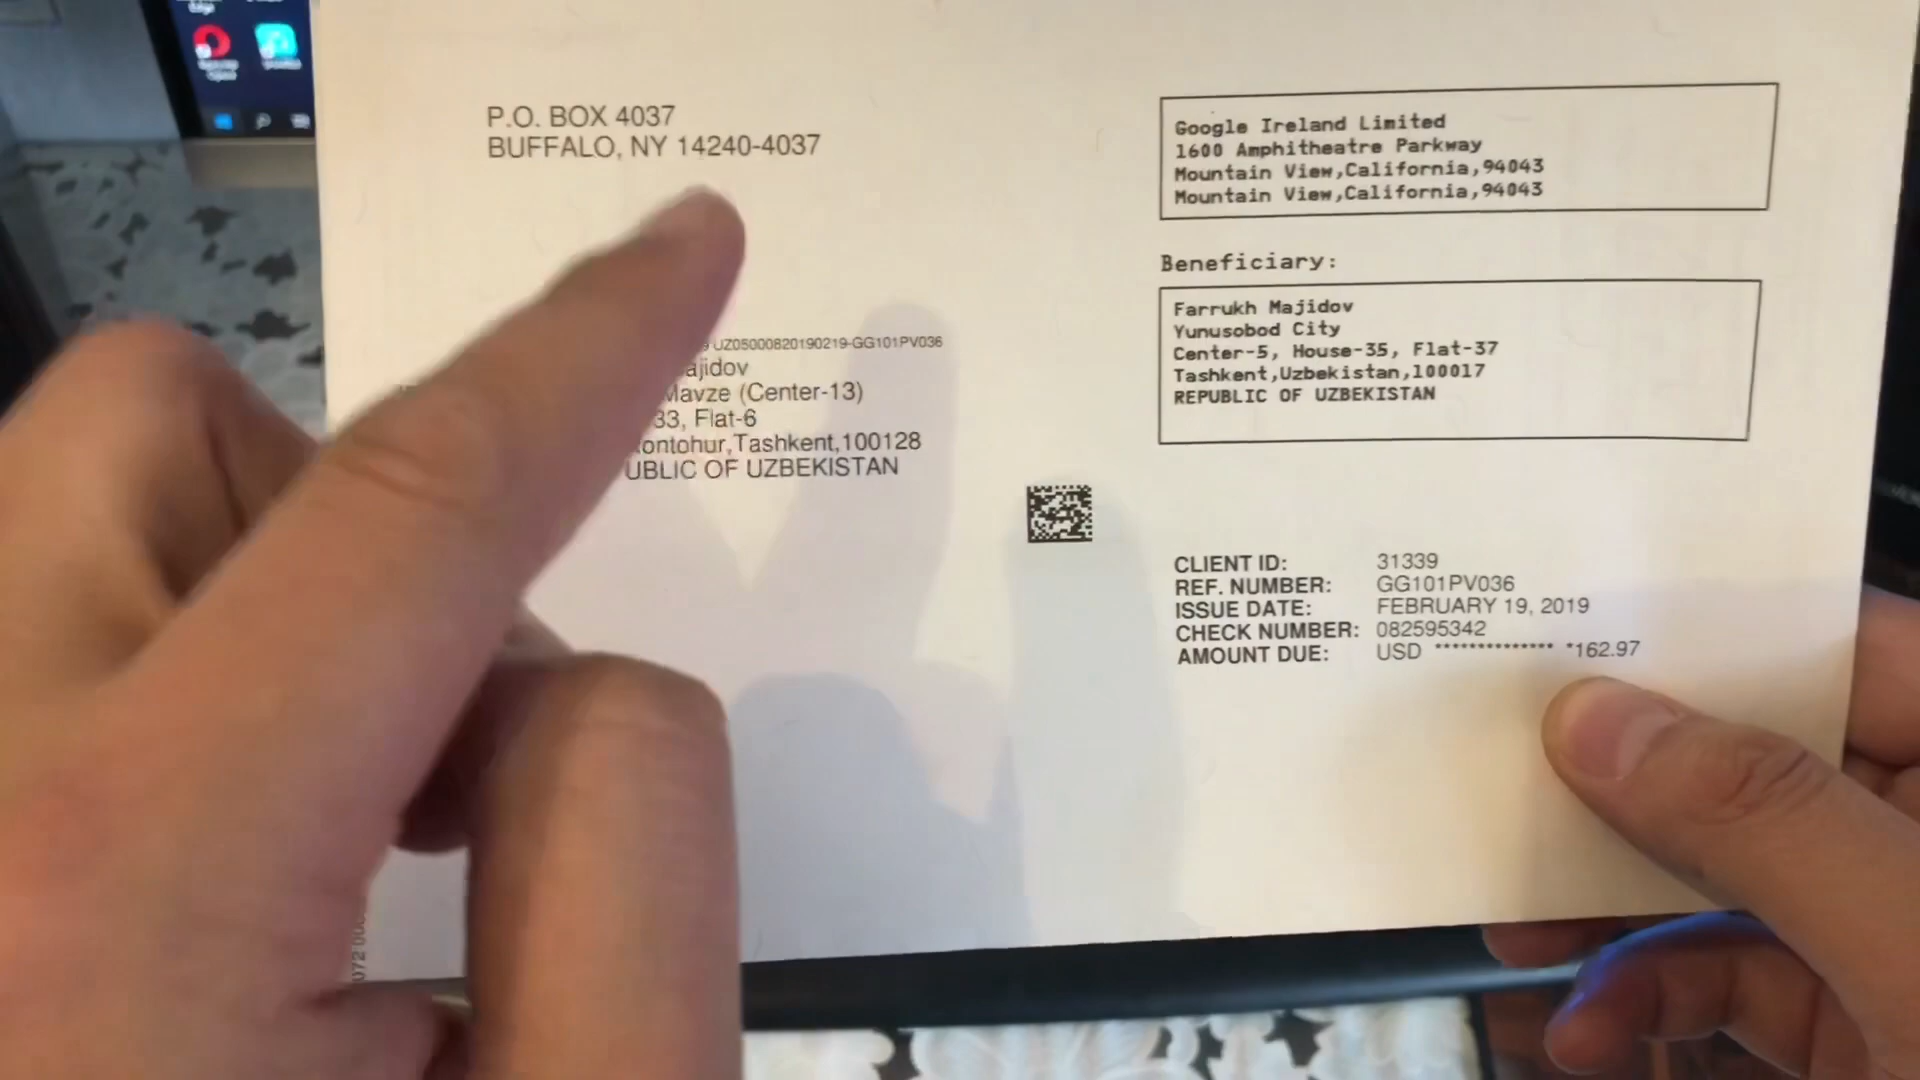 P.O. BOX 4037
BUFFALO, NY 14240-4037
UZ05000820190219-GG101PV036
ajidov
Mavze (Center-13)
33, Flat-6
ontohur,Tashkent,100128
UBLIC OF UZBEKISTAN
Google Ireland Limited
1600 Amphitheatre Parkway
Mountain View,California,94043
Mountain View,California,94043
Beneficiary:
Farrukh Majidov
Yunusobod City
Center-5, House-35, Flat-37
Tashkent,Uzbekistan,100017
REPUBLIC OF UZBEKISTAN
CLIENT ID: 31339
REF. NUMBER: GG101PV036
ISSUE DATE: FEBRUARY 19, 2019
CHECK NUMBER: 082595342
AMOUNT DUE: USD ************** *162.97